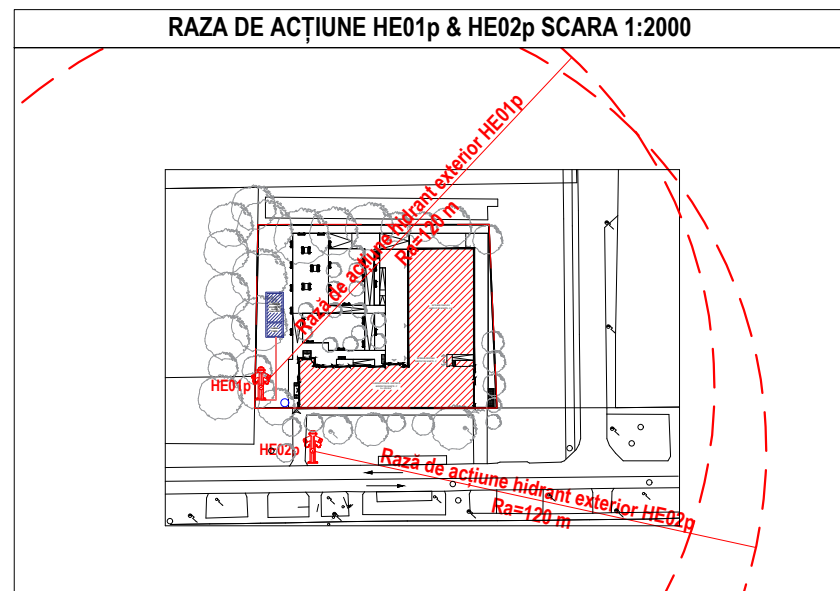 RAZA DE ACȚIUNE HE01p & HE02p SCARA 1:2000
Rază de acțiune hidrant exterior HE01p
Ra=120 m
HE01p
HE02p
Rază de acțiune hidrant exterior HE02p
Ra=120 m